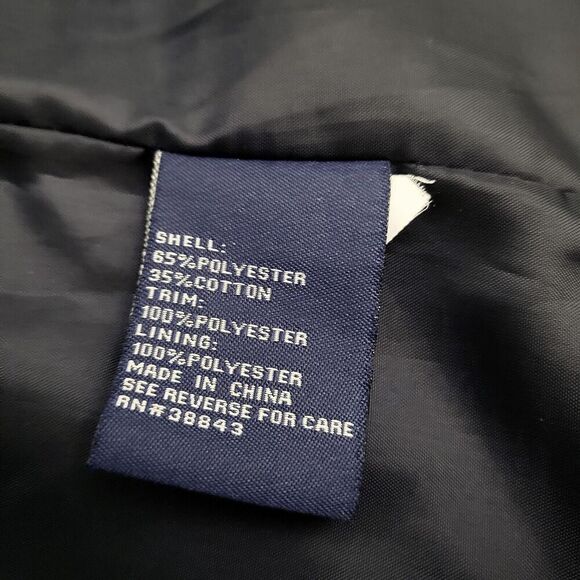 SHELL:
65%POLYESTER
35%COTTON
TRIM:
100%POLYESTER
LINING:
100%POLYESTER
MADE IN CHINA
SEE REVERSE FOR CARE
RN#38843